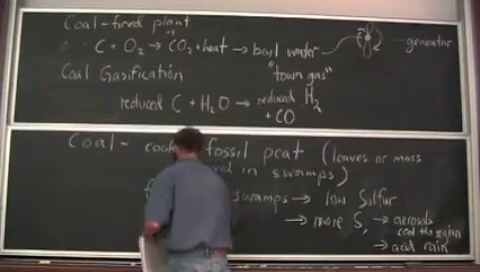 Coal-fired plant
C + O₂ → CO₂ + heat → boil water generator
Coal Gasification "town gas"
reduced C + H₂O → reduced H₂
+ CO
Coal - fossil peat (leaves or moss
in swamps)
swamps → low Sulfur
→ more S, → aerosols
cool the region
→ acid rain